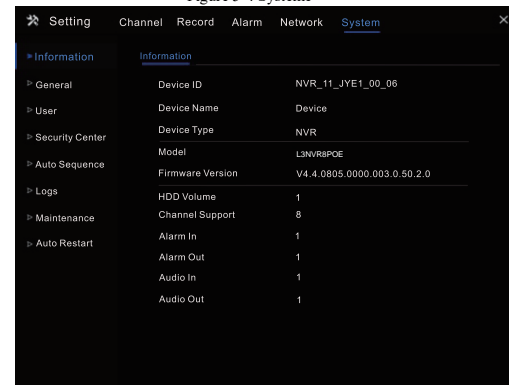 Setting Channel Record Alarm Network System
Information
Information
General
User
Security Center
Auto Sequence
Logs
Maintenance
Auto Restart
Device ID NVR_11_JYE1_00_06
Device Name Device
Device Type NVR
Model L3NVR8POE
Firmware Version V4.4.0805.0000.003.0.50.2.0
HDD Volume 1
Channel Support 8
Alarm In 1
Alarm Out 1
Audio In 1
Audio Out 1